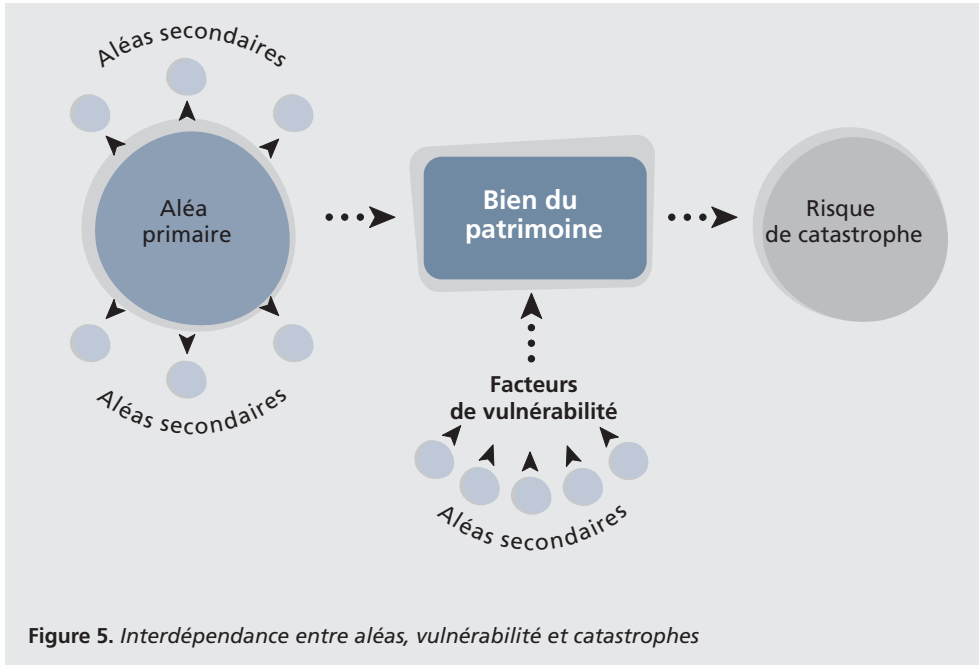 Aléas secondaires
Aléa
primaire
Aléas secondaires
Bien du
patrimoine
Risque
de catastrophe
Facteurs
de vulnérabilité
Aléas secondaires
Figure 5. Interdépendance entre aléas, vulnérabilité et catastrophes